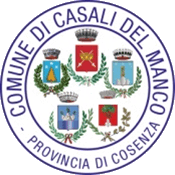 COMUNE DI CASALI DEL MANCO
- PROVINCIA DI COSENZA -